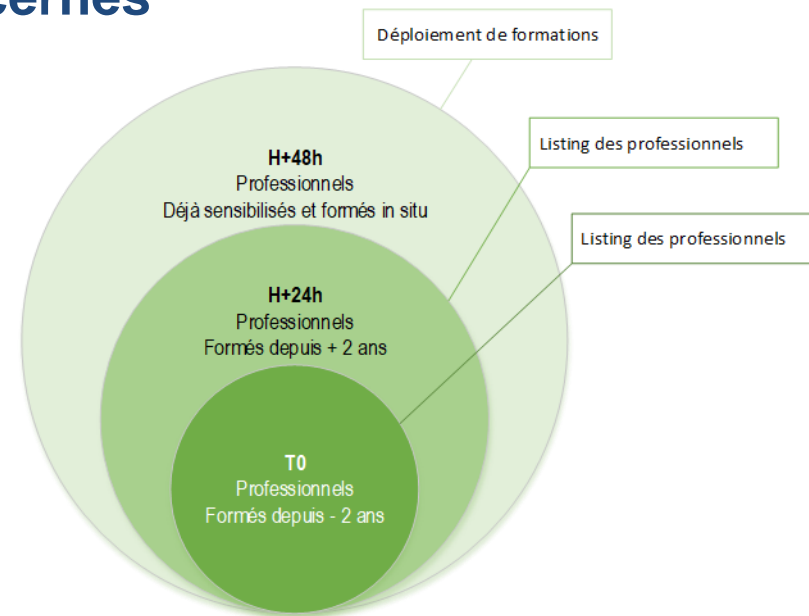 cernés
Déploiement de formations
H+48h
Professionnels
Déjà sensibilisés et formés in situ
Listing des professionnels
Listing des professionnels
H+24h
Professionnels
Formés depuis + 2 ans
T0
Professionnels
Formés depuis - 2 ans